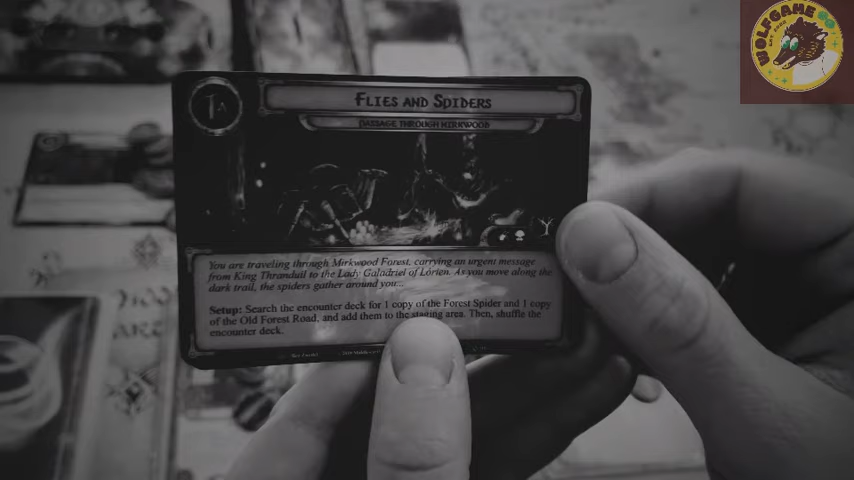 WOLFGAME GO
1A
FLIES AND SPIDERS
PASSAGE THROUGH MIRKWOOD
You are traveling through Mirkwood Forest, carrying an urgent message
from King Thranduil to the Lady Galadriel of Lórien. As you move along the
dark trail, the spiders gather around you...
Setup: Search the encounter deck for 1 copy of the Forest Spider and 1 copy
of the Old Forest Road, and add them to the staging area. Then, shuffle the
encounter deck.